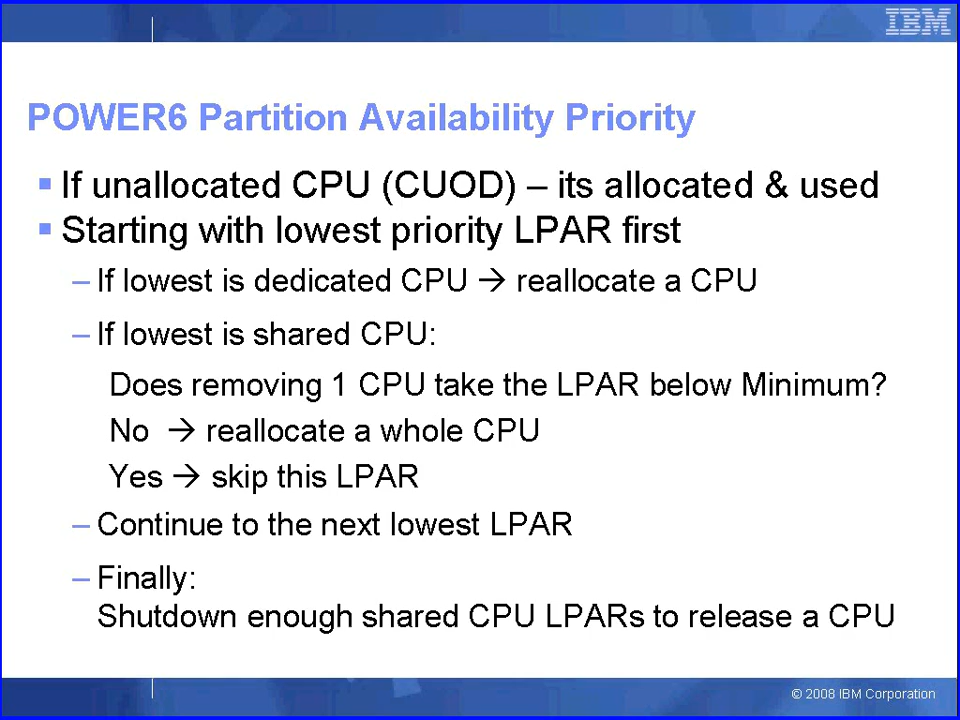 IBM
POWER6 Partition Availability Priority
▪ If unallocated CPU (CUOD) – its allocated & used
▪ Starting with lowest priority LPAR first
– If lowest is dedicated CPU → reallocate a CPU
– If lowest is shared CPU:
Does removing 1 CPU take the LPAR below Minimum?
No → reallocate a whole CPU
Yes → skip this LPAR
– Continue to the next lowest LPAR
– Finally:
Shutdown enough shared CPU LPARs to release a CPU
© 2008 IBM Corporation